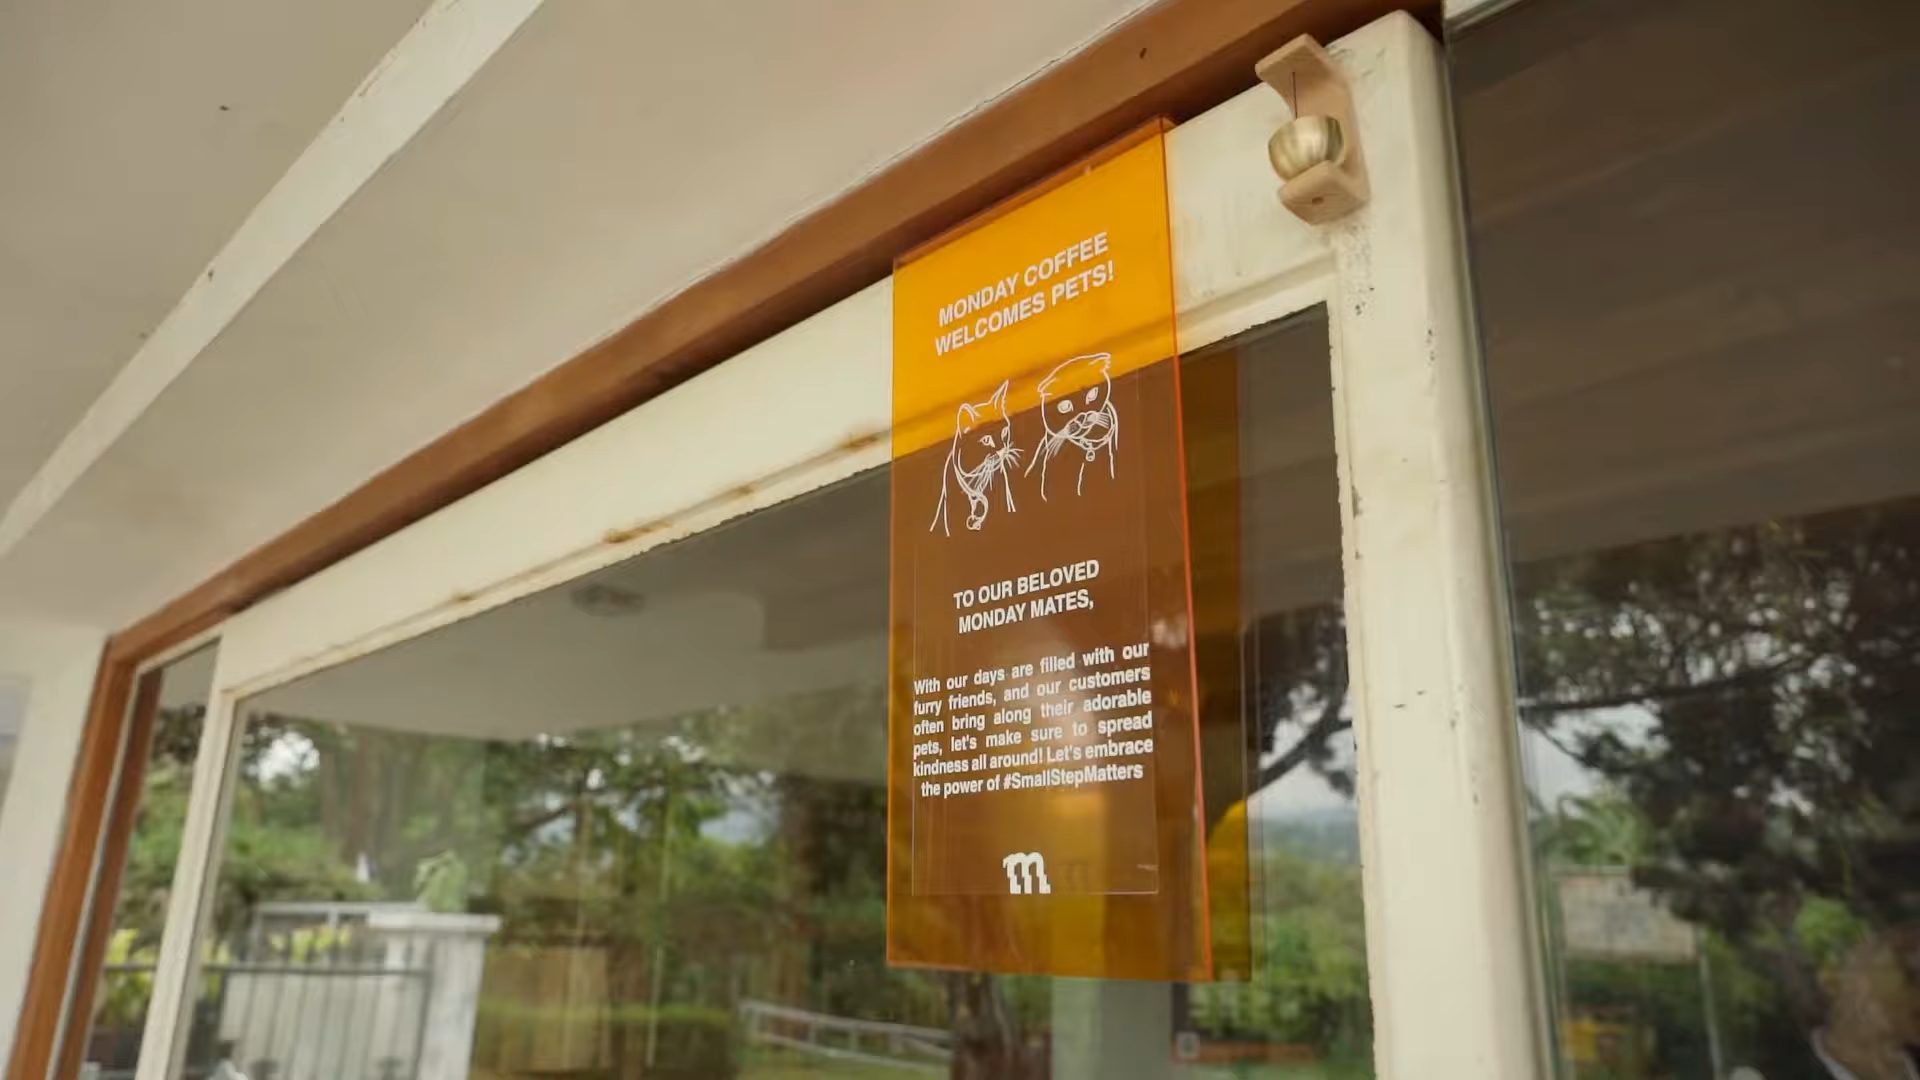 MONDAY COFFEE
WELCOMES PETS!
TO OUR BELOVED
MONDAY MATES,
With our days are filled with our
furry friends, and our customers
often bring along their adorable
pets, let's make sure to spread
kindness all around! Let's embrace
the power of #SmallStepMatters
m